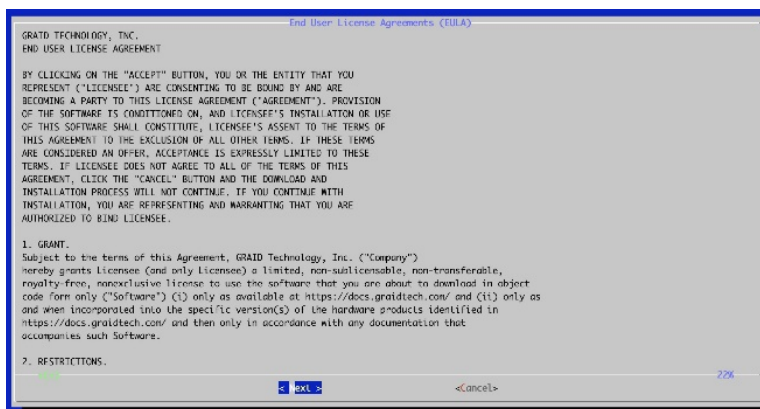 End User License Agreements (EULA)
GRAID TECHNOLOGY, INC.
END USER LICENSE AGREEMENT
BY CLICKING ON THE "ACCEPT" BUTTON, YOU OR THE ENTITY THAT YOU
REPRESENT ("LICENSEE") ARE CONSENTING TO BE BOUND BY AND ARE
BECOMING A PARTY TO THIS LICENSE AGREEMENT ("AGREEMENT"). PROVISION
OF THE SOFTWARE IS CONDITIONED ON, AND LICENSEE'S INSTALLATION OR USE
OF THIS SOFTWARE SHALL CONSTITUTE, LICENSEE'S ASSENT TO THE TERMS OF
THIS AGREEMENT TO THE EXCLUSION OF ALL OTHER TERMS. IF THESE TERMS
ARE CONSIDERED AN OFFER, ACCEPTANCE IS EXPRESSLY LIMITED TO THESE
TERMS. IF LICENSEE DOES NOT AGREE TO ALL OF THE TERMS OF THIS
AGREEMENT, CLICK THE "CANCEL" BUTTON AND THE DOWNLOAD AND
INSTALLATION PROCESS WILL NOT CONTINUE. IF YOU CONTINUE WITH
INSTALLATION, YOU ARE REPRESENTING AND WARRANTING THAT YOU ARE
AUTHORIZED TO BIND LICENSEE.
1. GRANT.
Subject to the terms of this Agreement, GRAID Technology, Inc. ("Company")
hereby grants Licensee (and only Licensee) a limited, non-sublicensable, non-transferable,
royalty-free, nonexclusive license to use the software that you are about to download in object
code form only ("Software") (i) only as available at https://docs.graidtech.com/ and (ii) only as
and when incorporated into the specific version(s) of the hardware products identified in
https://docs.graidtech.com/ and then only in accordance with any documentation that
accompanies such Software.
2. RESTRICTIONS.
22%
< Next > <Cancel>